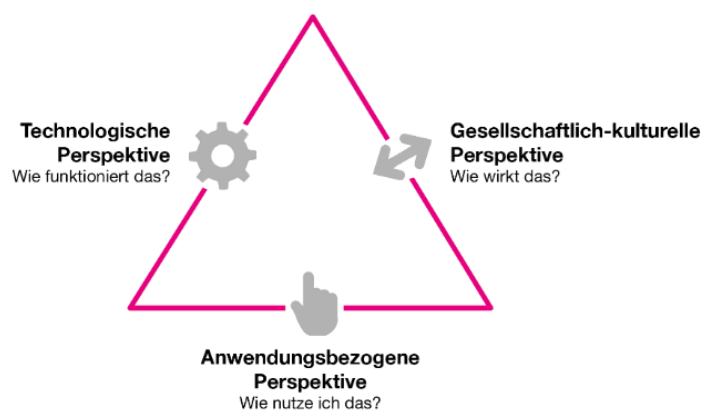 Technologische
Perspektive
Wie funktioniert das?
Gesellschaftlich-kulturelle
Perspektive
Wie wirkt das?
Anwendungsbezogene
Perspektive
Wie nutze ich das?